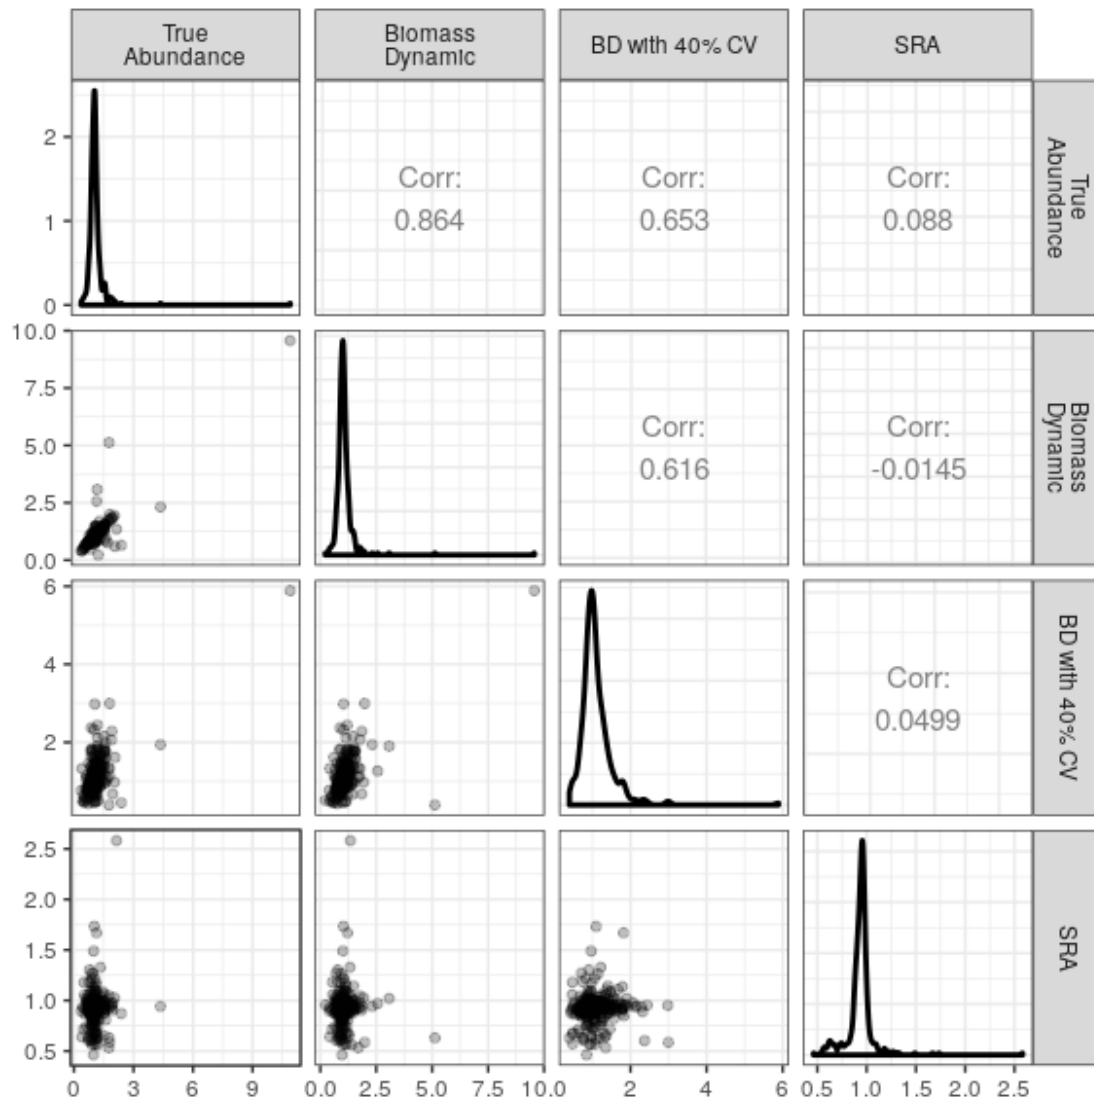 True
Abundance
Biomass
Dynamic
BD with 40% CV
SRA
2
1
0
Corr:
0.864
Corr:
0.653
Corr:
0.088
True
Abundance
10.0
7.5
5.0
2.5
0.0
Corr:
0.616
Corr:
-0.0145
Biomass
Dynamic
6
4
2
Corr:
0.0499
BD with 40% CV
2.5
2.0
1.5
1.0
0.5
SRA
0 3 6 9
0.0 2.5 5.0 7.5 10.0
2 4 6
0.5 1.0 1.5 2.0 2.5